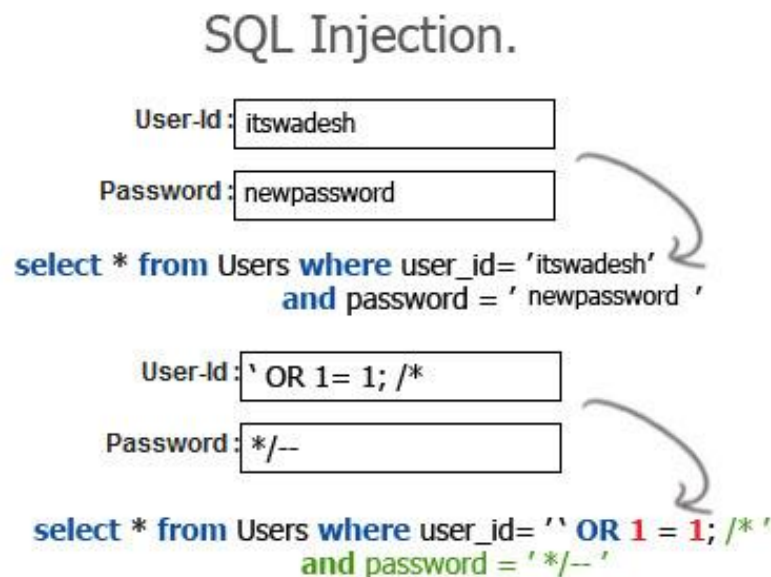 SQL Injection.
User-Id : itswadesh
Password : newpassword
select * from Users where user_id= 'itswadesh'
and password = ' newpassword '
User-Id : ` OR 1= 1; /*
Password : */--
select * from Users where user_id= '` OR 1 = 1; /* '
and password = ' */-- '